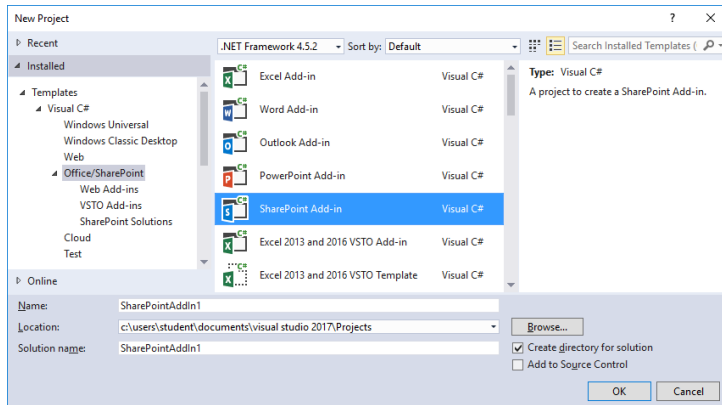 New Project
? ×
Recent
.NET Framework 4.5.2 Sort by: Default Search Installed Templates (
Installed
Templates
Visual C#
Windows Universal
Windows Classic Desktop
Web
Office/SharePoint
Web Add-ins
VSTO Add-ins
SharePoint Solutions
Cloud
Test
Online
C# Excel Add-in Visual C#
C# Word Add-in Visual C#
C# Outlook Add-in Visual C#
C# PowerPoint Add-in Visual C#
C# SharePoint Add-in Visual C#
C# Excel 2013 and 2016 VSTO Add-in Visual C#
C# Excel 2013 and 2016 VSTO Template Visual C#
Type: Visual C#
A project to create a SharePoint Add-in.
Name: SharePointAddIn1
Location: c:\users\student\documents\visual studio 2017\Projects Browse...
Solution name: SharePointAddIn1
Create directory for solution
Add to Source Control
OK Cancel